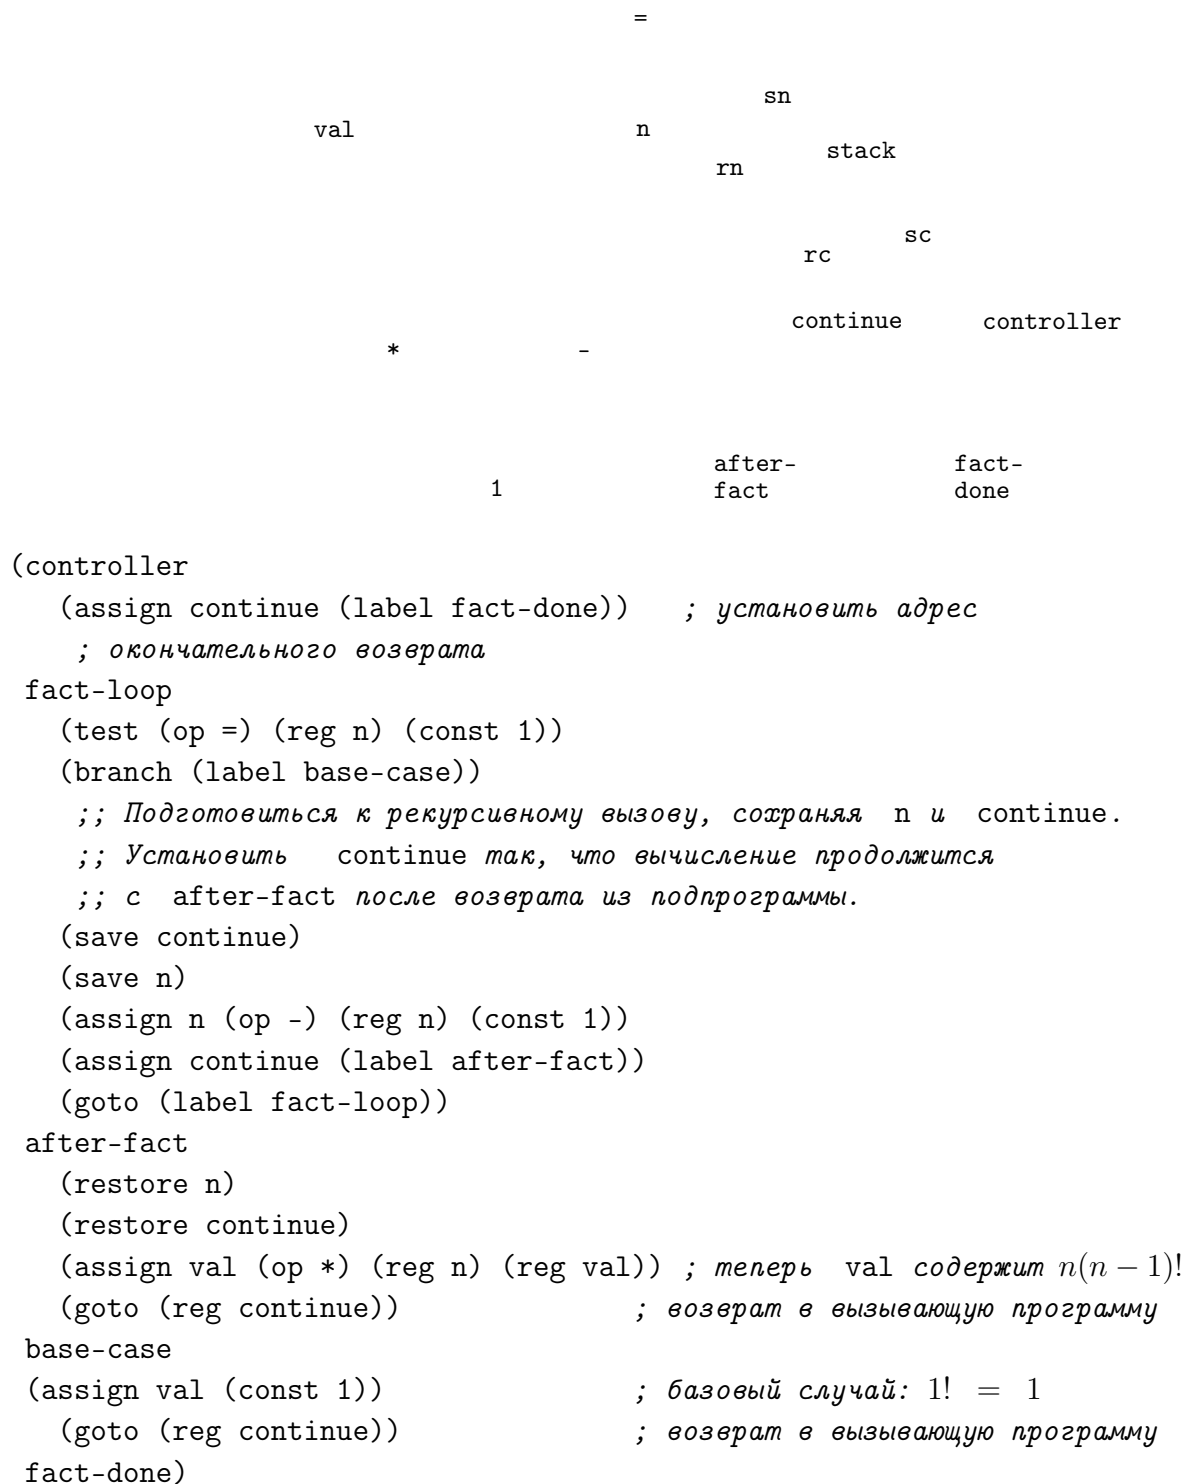 =
sn
val n
stack
rn
sc
rc
continue controller
* -
after- fact-
1 fact done
(controller
(assign continue (label fact-done)) ; установить адрес
; окончательного возврата
fact-loop
(test (op =) (reg n) (const 1))
(branch (label base-case))
;; Подготовиться к рекурсивному вызову, сохраняя n и continue.
;; Установить continue так, что вычисление продолжится
;; с after-fact после возврата из подпрограммы.
(save continue)
(save n)
(assign n (op -) (reg n) (const 1))
(assign continue (label after-fact))
(goto (label fact-loop))
after-fact
(restore n)
(restore continue)
(assign val (op *) (reg n) (reg val)) ; теперь val содержит n(n − 1)!
(goto (reg continue)) ; возврат в вызывающую программу
base-case
(assign val (const 1)) ; базовый случай: 1! = 1
(goto (reg continue)) ; возврат в вызывающую программу
fact-done)